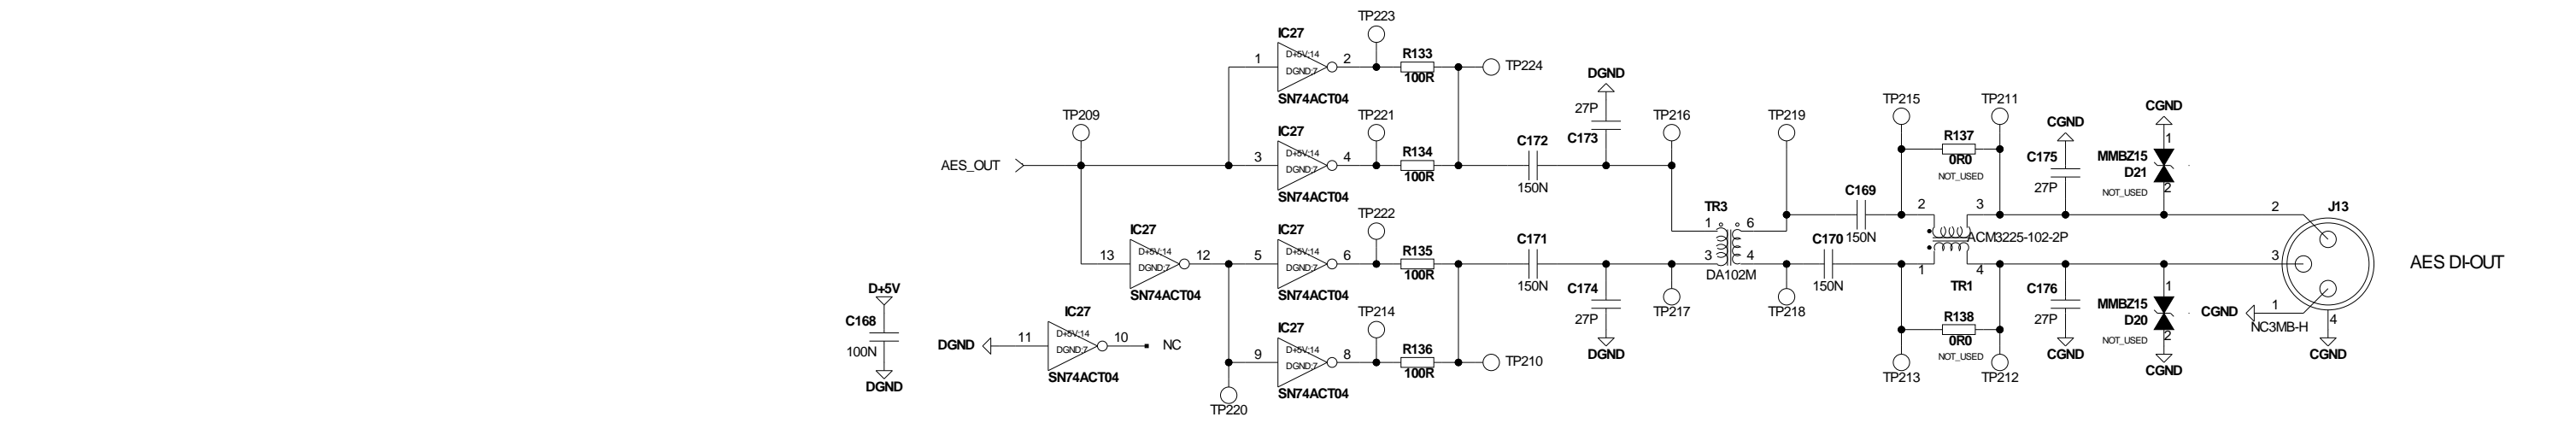 TP223
IC27
D+5V;14
1
2
R133
DGND;7
100R
TP224
SN74ACT04
DGND
27P
C173
TP209
IC27
TP221
C172
TP216
TP219
TP215
TP211
CGND
CGND
R137
0R0
NOT_USED
C175
27P
MMBZ15
D21
NOT_USED
1
2
AES_OUT
3
D+5V;14
DGND;7
4
R134
100R
150N
SN74ACT04
C169
150N
2
3
2
J13
TR3
1
6
IC27
IC27
TP222
C171
C170
ACM3225-102-2P
13
D+5V;14
DGND;7
12
5
D+5V;14
DGND;7
6
R135
100R
150N
3
4
DA102M
150N
1
4
3
AES DI-OUT
SN74ACT04
SN74ACT04
TR1
D+5V
C168
100N
DGND
IC27
DGND
11
D+5V;14
DGND;7
10
NC
SN74ACT04
IC27
TP214
9
D+5V;14
DGND;7
8
R136
100R
TP210
SN74ACT04
TP220
C174
27P
DGND
TP217
TP218
R138
0R0
NOT_USED
TP213
TP212
C176
27P
CGND
MMBZ15
D20
NOT_USED
1
2
CGND
CGND
1
NC3MB-H
4
CGND